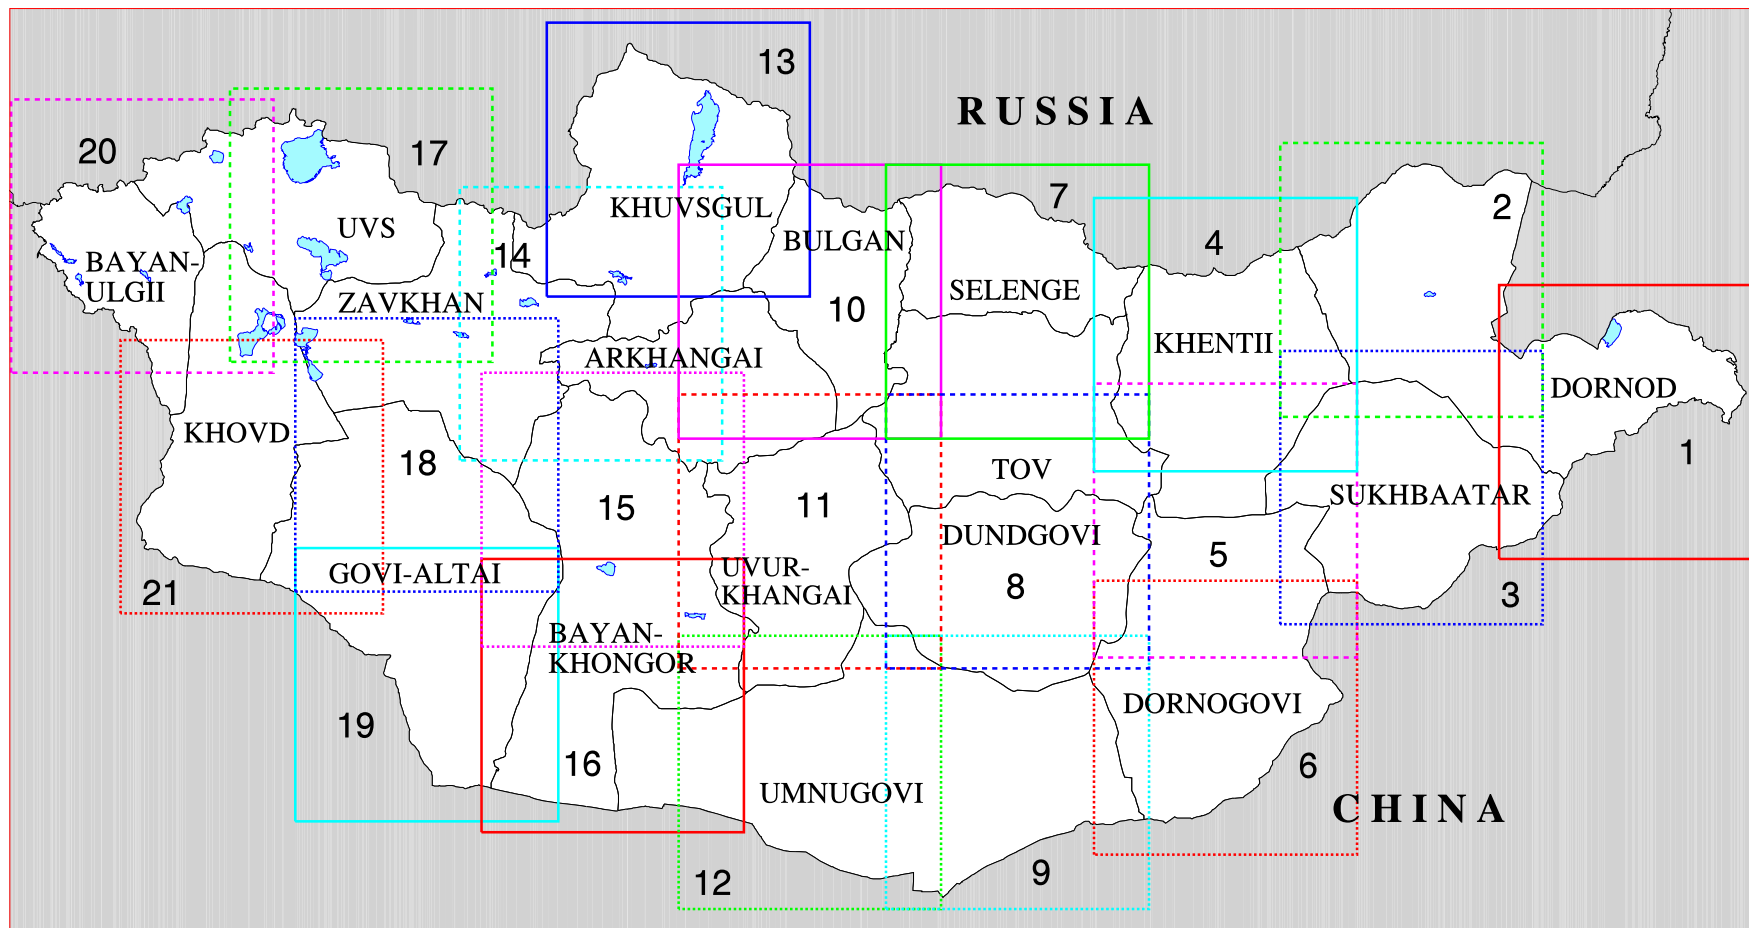 13
RUSSIA
20
17
7
2
KHUVSGUL
UVS
BULGAN
4
14
BAYAN-
ULGII
SELENGE
ZAVKHAN
10
KHENTII
ARKHANGAI
DORNOD
KHOVD
18
1
TOV
SUKHBAATAR
15
11
DUNDGOVI
5
GOVI-ALTAI
UVUR-
KHANGAI
8
21
3
BAYAN-
KHONGOR
DORNOGOVI
19
16
6
UMNUGOVI
CHINA
12
9